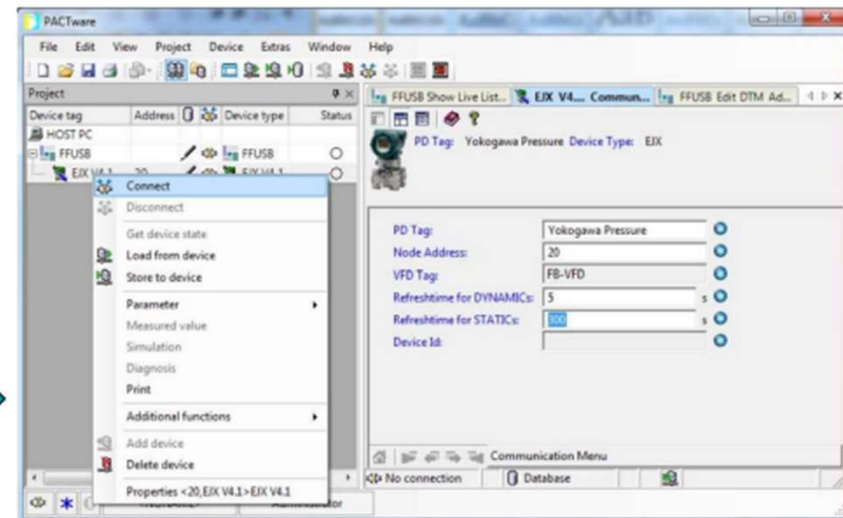 PACTware
File Edit View Project Device Extras Window Help
Project
Device tag Address Device type Status
HOST PC
FFUSB FFUSB
EJX V4.1 20 EJX V4.1
Connect
Disconnect
Get device state
Load from device
Store to device
Parameter
Measured value
Simulation
Diagnosis
Print
Additional functions
Add device
Delete device
Properties <20,EJX V4.1>EJX V4.1
FFUSB Show Live List... EJX V4.... Commun... FFUSB Edit DTM Ad...
PD Tag: Yokogawa Pressure Device Type: EJX
PD Tag: Yokogawa Pressure
Node Address: 20
VFD Tag: FB-VFD
Refreshtime for DYNAMICs: 5 s
Refreshtime for STATICs: 300 s
Device Id:
Communication Menu
No connection Database